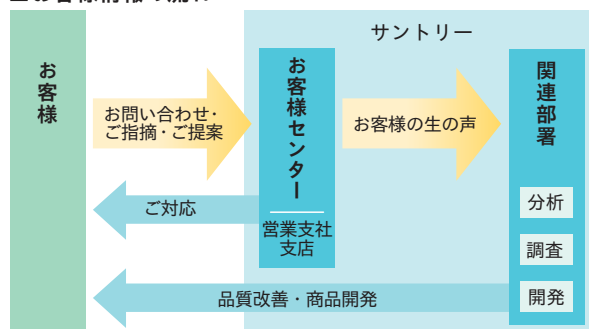 サントリー
お客様
お問い合わせ・
ご指摘・ご提案
お客様センター
営業支社
支店
お客様の生の声
関連部署
分析
調査
開発
ご対応
品質改善・商品開発